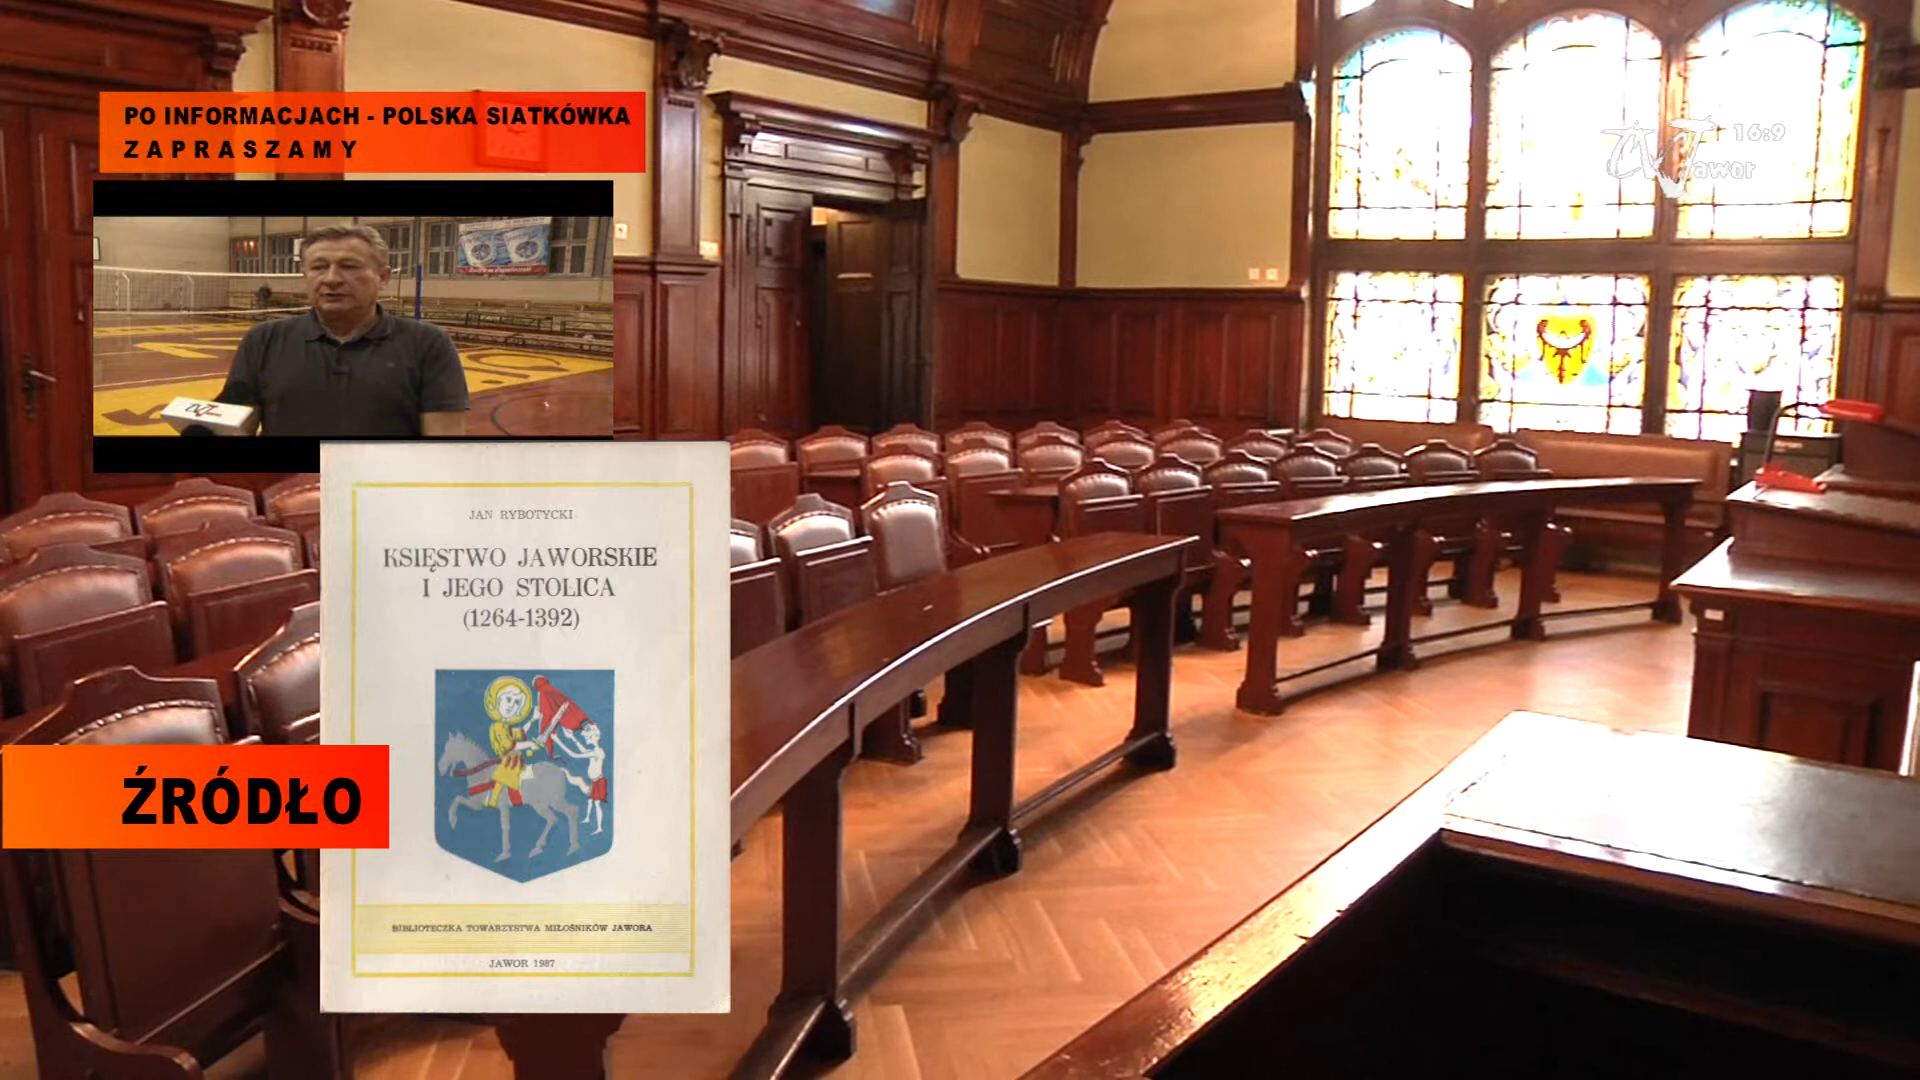 PO INFORMACJACH - POLSKA SIATKÓWKA
ZAPRASZAMY
16:9
Jawor
JAN RYBOTYCKI
KSIĘSTWO JAWORSKIE
I JEGO STOLICA
(1264-1392)
ŹRÓDŁO
BIBLIOTECZKA TOWARZYSTWA MIŁOŚNIKÓW JAWORA
JAWOR 1987